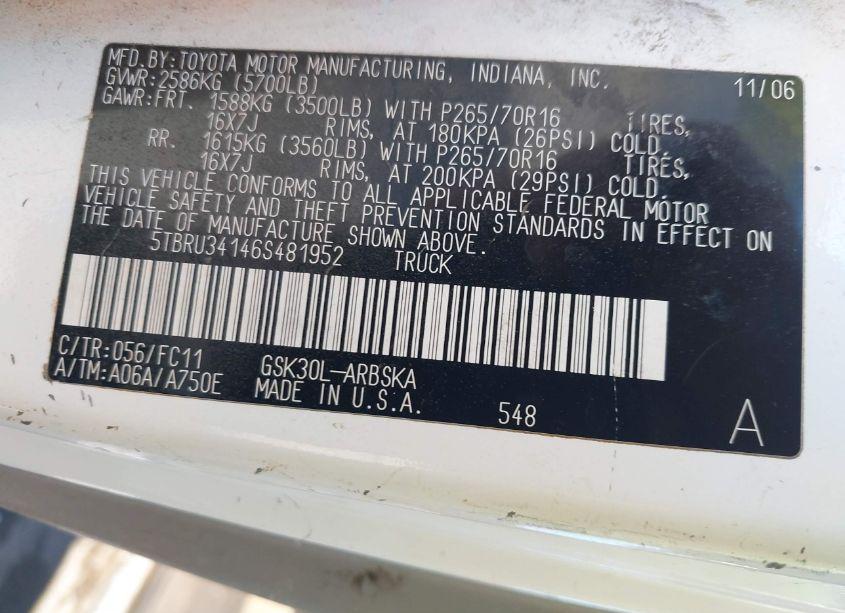 MFD.BY:TOYOTA MOTOR MANUFACTURING, INDIANA, INC. 11/06
GVWR:2586KG (5700LB)
GAWR:FRT. 1588KG (3500LB) WITH P265/70R16 TIRES,
16X7J RIMS, AT 180KPA (26PSI) COLD.
RR. 1615KG (3560LB) WITH P265/70R16 TIRES,
16X7J RIMS, AT 200KPA (29PSI) COLD.
THIS VEHICLE CONFORMS TO ALL APPLICABLE FEDERAL MOTOR
VEHICLE SAFETY AND THEFT PREVENTION STANDARDS IN EFFECT ON
THE DATE OF MANUFACTURE SHOWN ABOVE.
5TBRU34146S481952 TRUCK
C/TR:056/FC11 GSK30L-ARBSKA
A/TM:A06A/A750E MADE IN U.S.A. 548 A